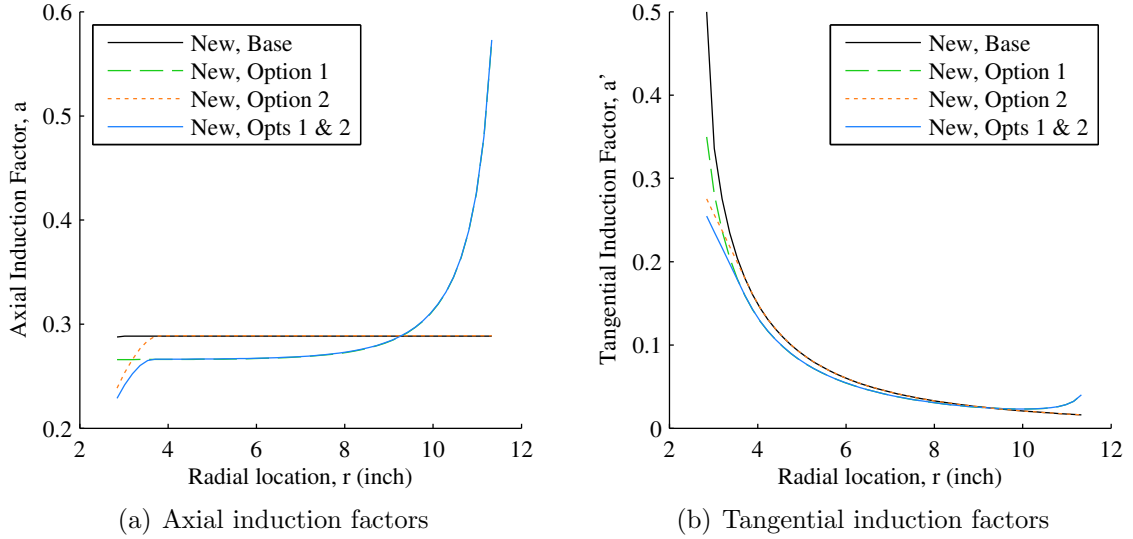 0.6
0.5
0.4
0.3
0.2
Axial Induction Factor, a
New, Base
New, Option 1
New, Option 2
New, Opts 1 & 2
2
4
6
8
10
12
Radial location, r (inch)
(a) Axial induction factors
0.5
0.4
0.3
0.2
0.1
0
Tangential Induction Factor, a'
New, Base
New, Option 1
New, Option 2
New, Opts 1 & 2
2
4
6
8
10
12
Radial location, r (inch)
(b) Tangential induction factors